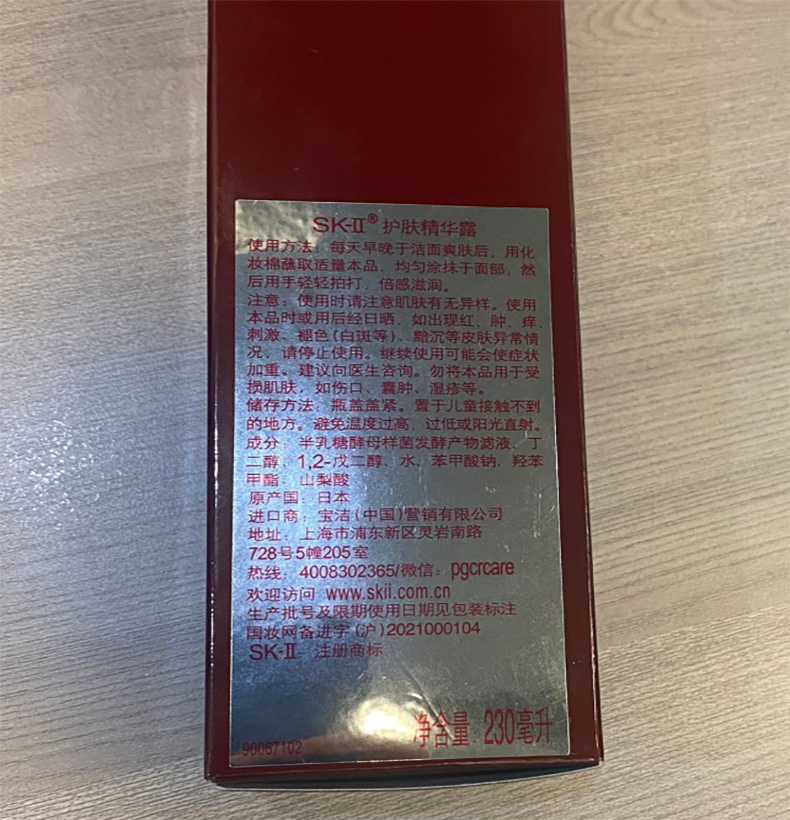 SK-II® 护肤精华露
使用方法：每天早晚于洁面爽肤后，用化
妆棉蘸取适量本品，均匀涂抹于面部，然
后用手轻轻拍打，倍感滋润。
注意：使用时请注意肌肤有无异样。使用
本品时或用后经日晒，如出现红、肿、痒、
刺激、褪色(白斑等)、黯沉等皮肤异常情
况，请停止使用。继续使用可能会使症状
加重。建议向医生咨询。勿将本品用于受
损肌肤，如伤口、囊肿、湿疹等。
储存方法：瓶盖盖紧。置于儿童接触不到
的地方。避免温度过高，过低或阳光直射。
成分：半乳糖酵母样菌发酵产物滤液、丁
二醇、1,2-戊二醇、水、苯甲酸钠、羟苯
甲酯、山梨酸
原产国：日本
进口商：宝洁(中国)营销有限公司
地址：上海市浦东新区灵岩南路
728号5幢205室
热线：4008302365/微信：pgcrcare
欢迎访问 www.skii.com.cn
生产批号及限期使用日期见包装标注
国妆网备进字(沪)2021000104
SK-II：注册商标
净含量：230毫升
90087102